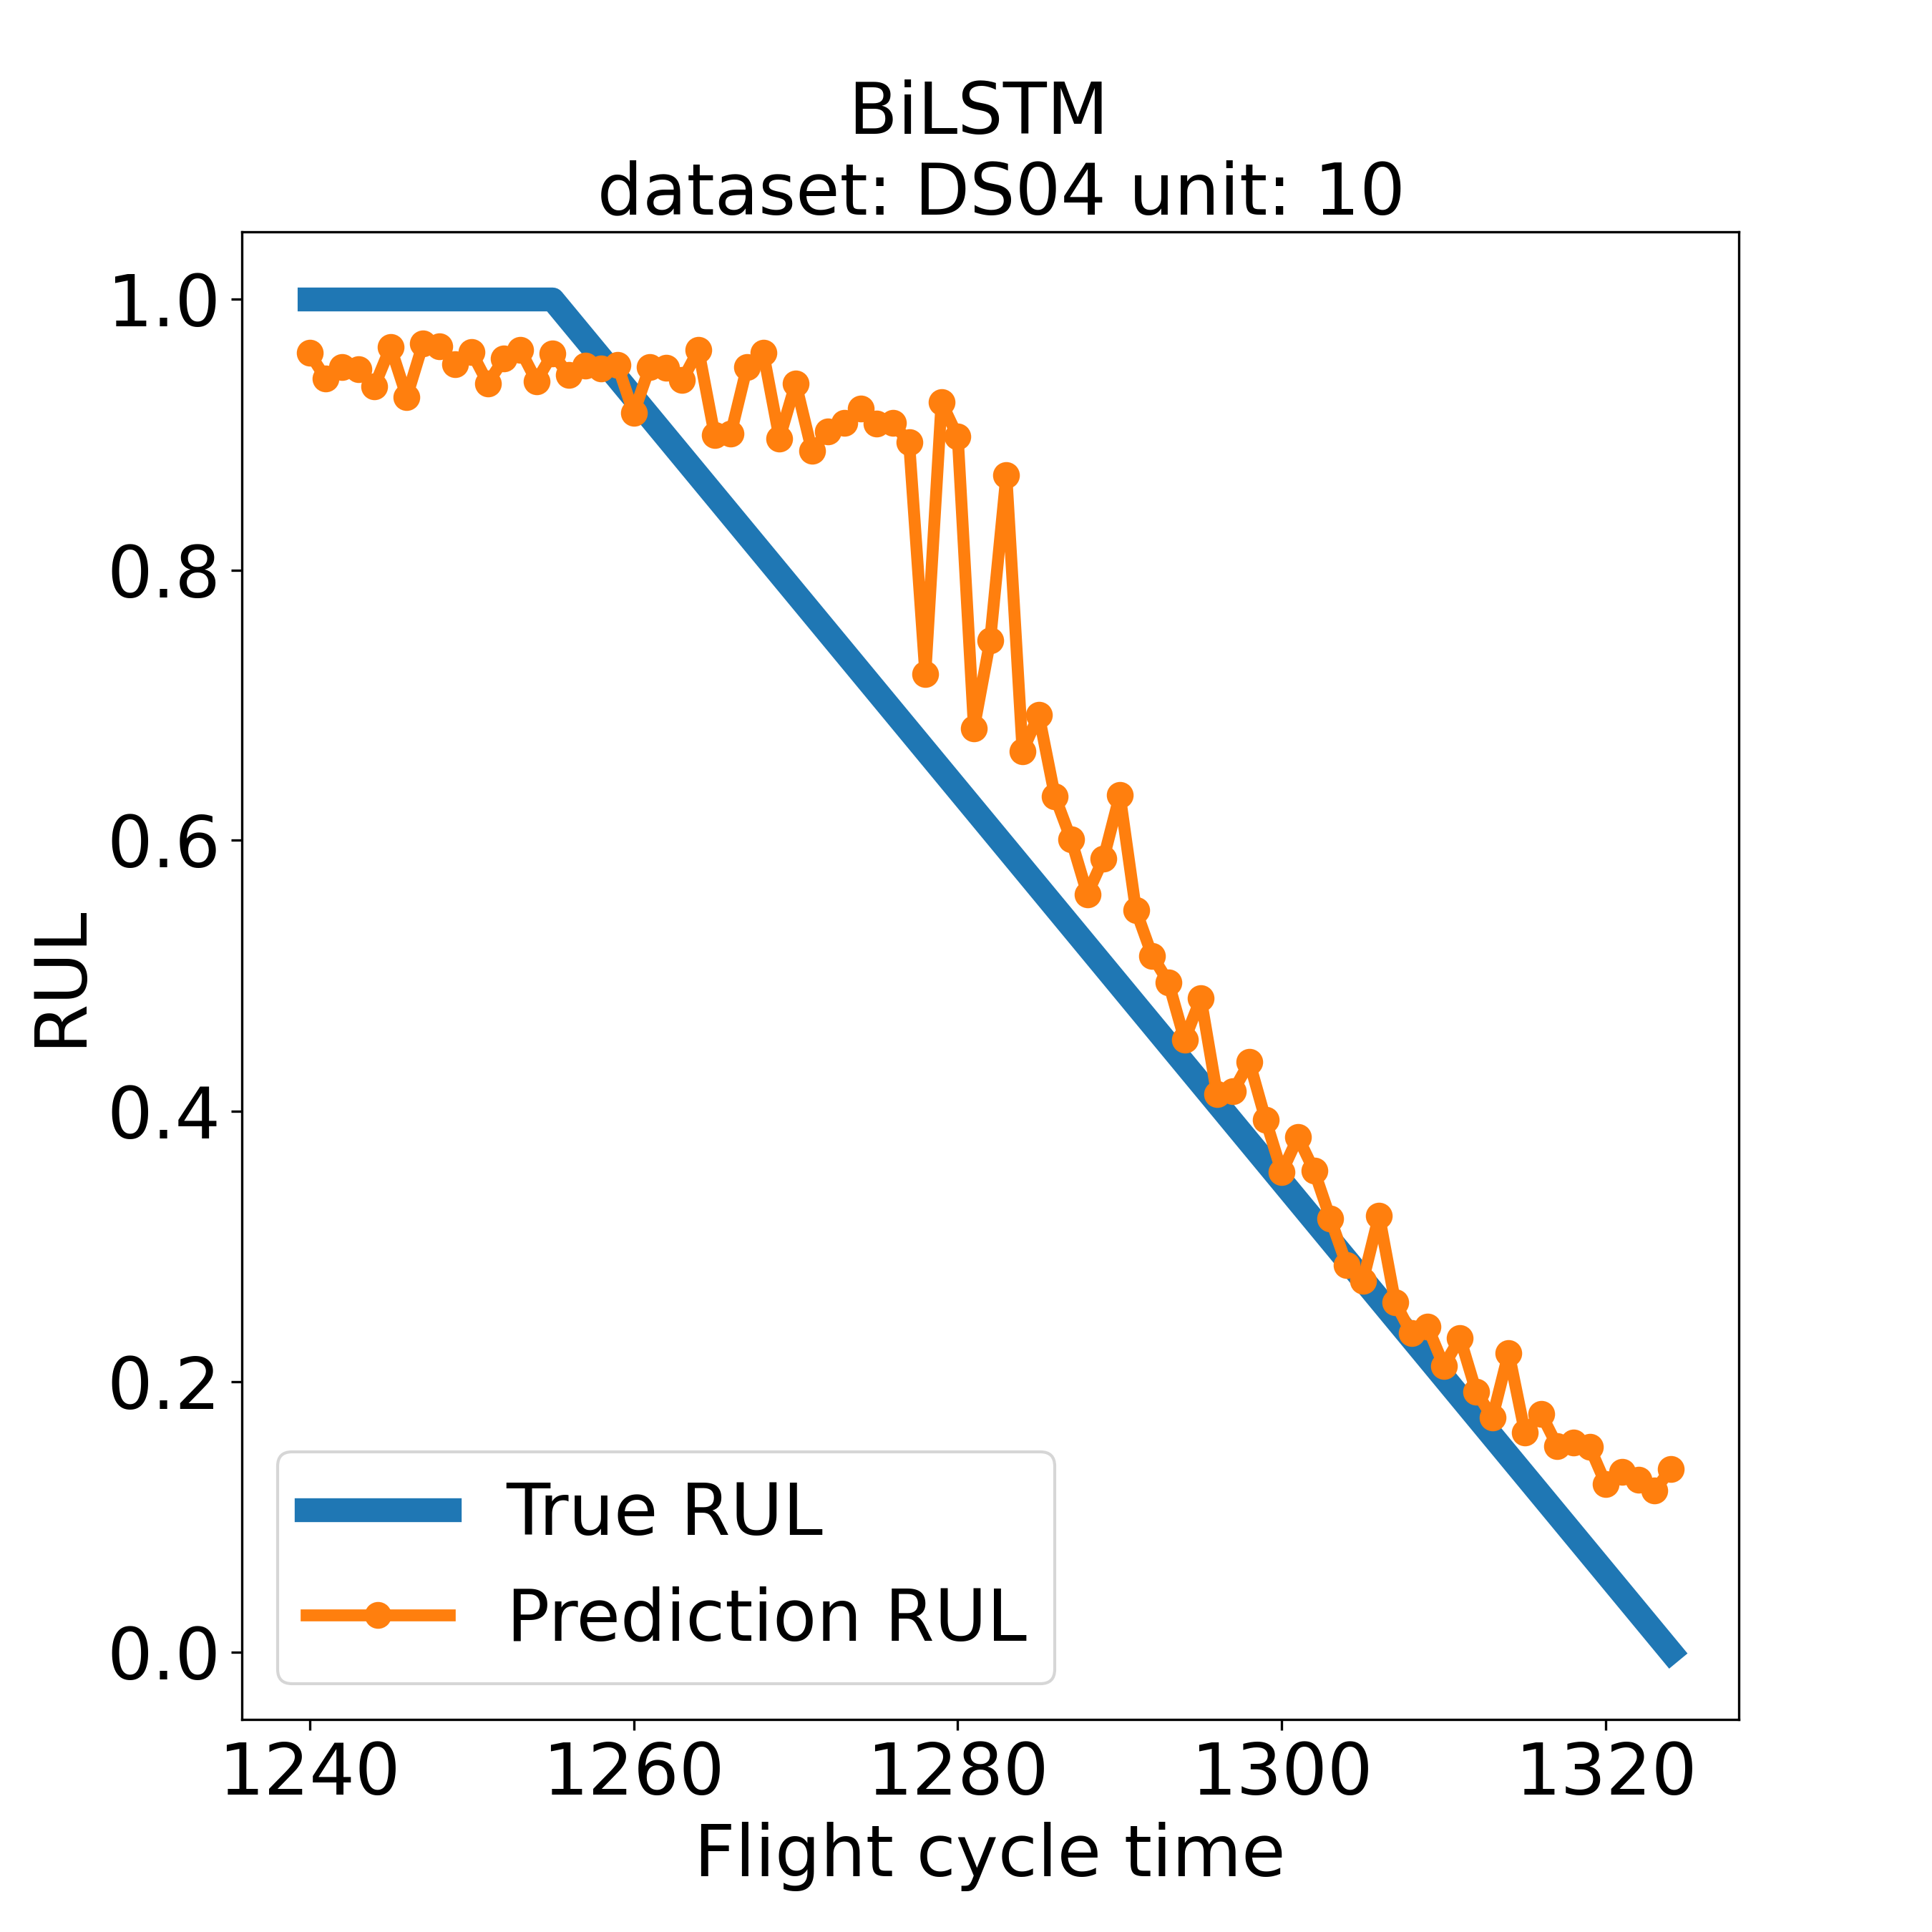 BiLSTM
dataset: DS04 unit: 10
1.0
0.8
0.6
0.4
0.2
0.0
RUL
True RUL
Prediction RUL
1240 1260 1280 1300 1320
Flight cycle time